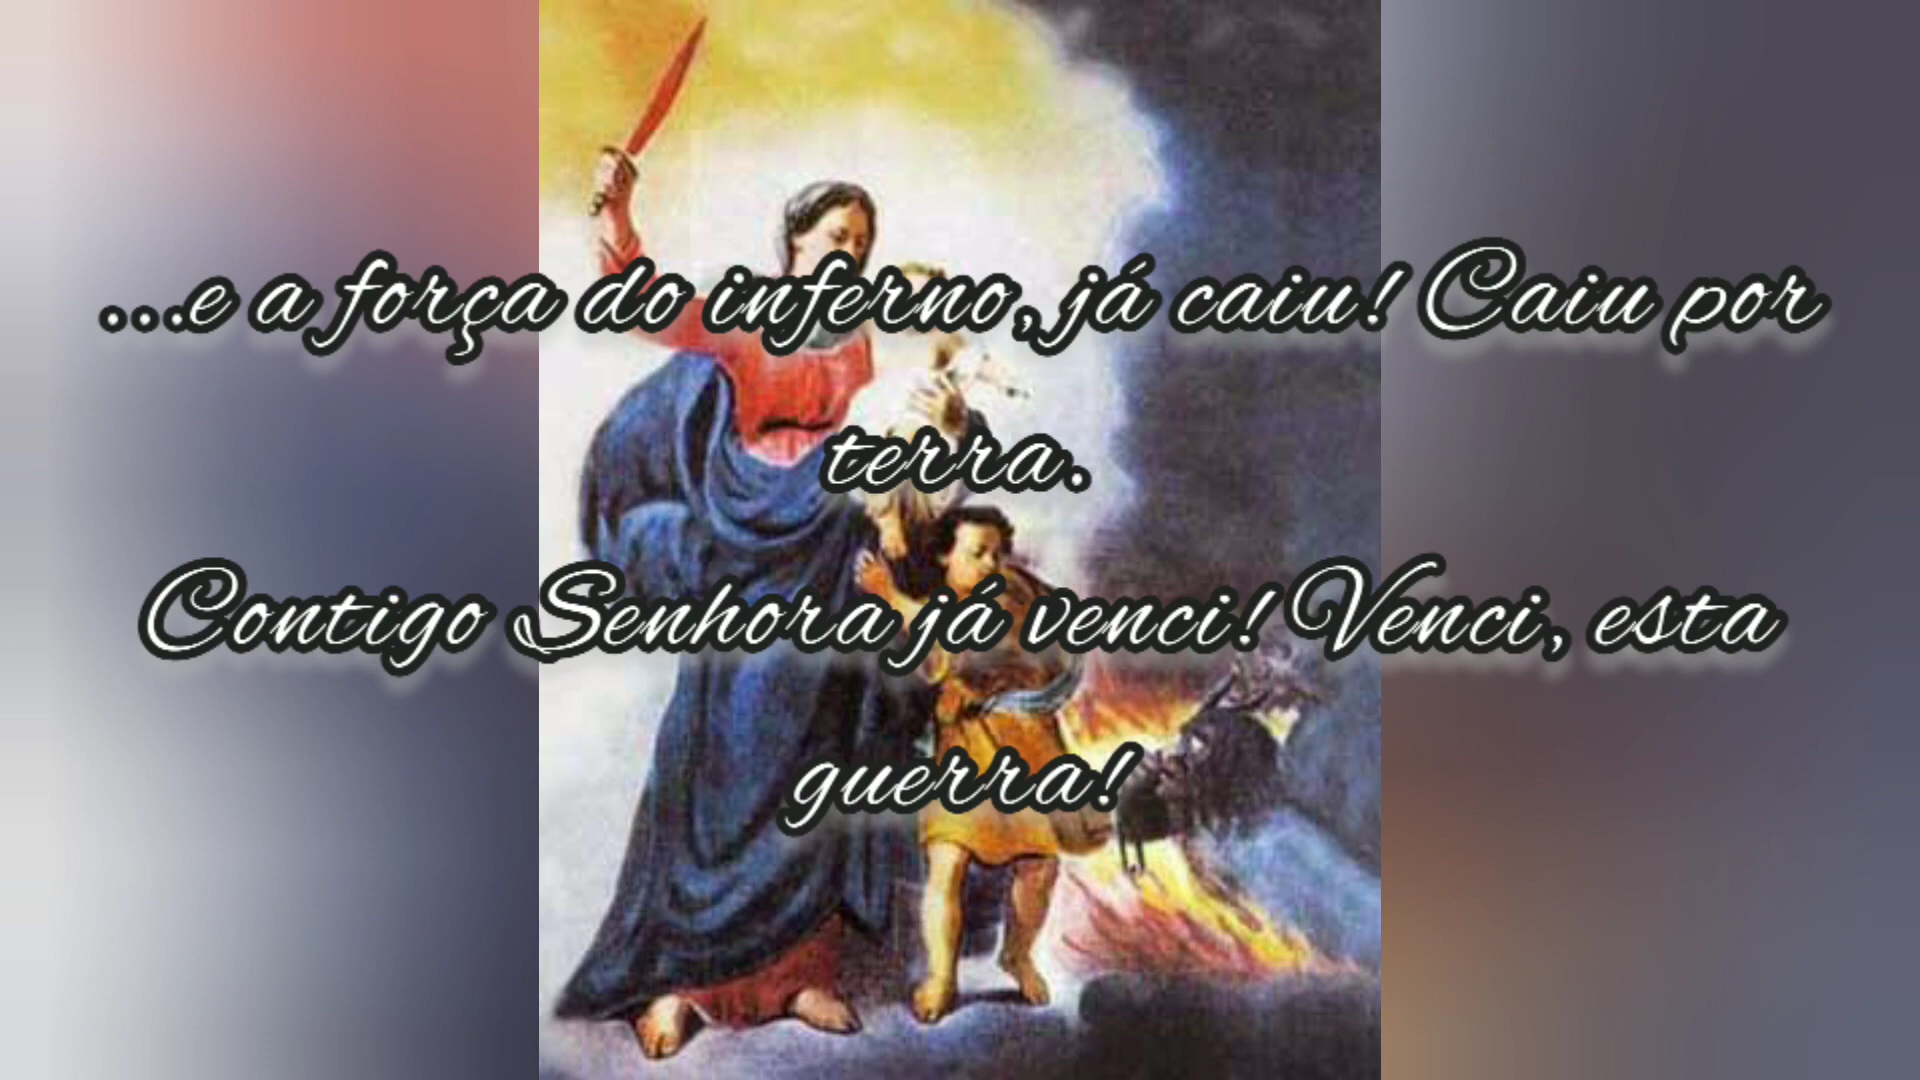 ...e a força do inferno, já caiu! Caiu por
terra.
Contigo Senhora já venci! Venci, esta
guerra!